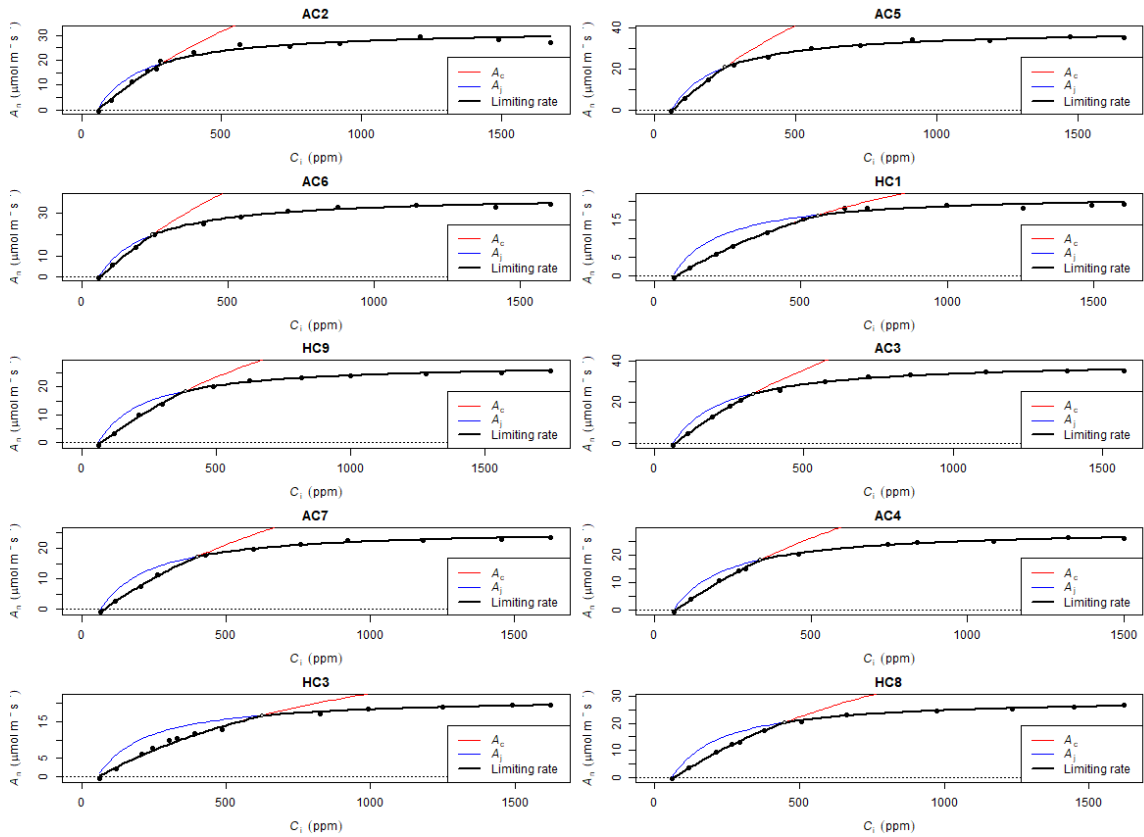 AC2
30
20
10
0
An (μmol m− s−
Ac
Aj
Limiting rate
0 500 1000 1500
Ci (ppm)
AC5
40
20
0
An (μmol m− s−
Ac
Aj
Limiting rate
0 500 1000 1500
Ci (ppm)
AC6
30
10
0
An (μmol m− s−
Ac
Aj
Limiting rate
0 500 1000 1500
Ci (ppm)
HC1
15
5
0
An (μmol m− s−
Ac
Aj
Limiting rate
0 500 1000 1500
Ci (ppm)
HC9
20
10
0
An (μmol m− s−
Ac
Aj
Limiting rate
0 500 1000 1500
Ci (ppm)
AC3
40
20
0
An (μmol m− s−
Ac
Aj
Limiting rate
0 500 1000 1500
Ci (ppm)
AC7
20
10
0
An (μmol m− s−
Ac
Aj
Limiting rate
0 500 1000 1500
Ci (ppm)
AC4
20
10
0
An (μmol m− s−
Ac
Aj
Limiting rate
0 500 1000 1500
Ci (ppm)
HC3
15
5
0
An (μmol m− s−
Ac
Aj
Limiting rate
0 500 1000 1500
Ci (ppm)
HC8
30
20
10
0
An (μmol m− s−
Ac
Aj
Limiting rate
0 500 1000 1500
Ci (ppm)